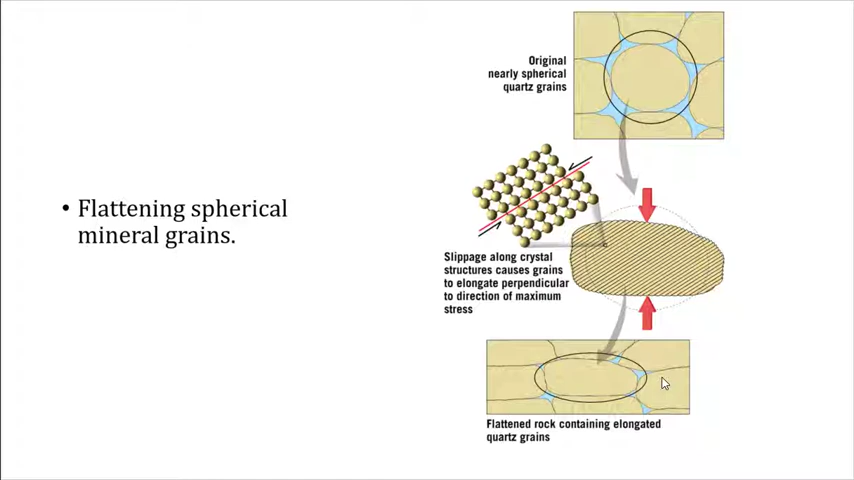 Original
nearly spherical
quartz grains
• Flattening spherical
mineral grains.
Slippage along crystal
structures causes grains
to elongate perpendicular
to direction of maximum
stress
Flattened rock containing elongated
quartz grains